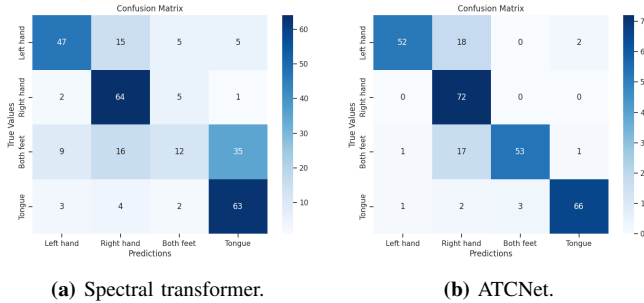 Confusion Matrix
Left hand 47 15 5 5
Right hand 2 64 5 1
Both feet 9 16 12 35
Tongue 3 4 2 63
Left hand Right hand Both feet Tongue
Predictions
True Values
60
50
40
30
20
10
(a) Spectral transformer.
Confusion Matrix
Left hand 52 18 0 2
Right hand 0 72 0 0
Both feet 1 17 53 1
Tongue 1 2 3 66
Left hand Right hand Both feet Tongue
Predictions
True Values
(b) ATCNet.